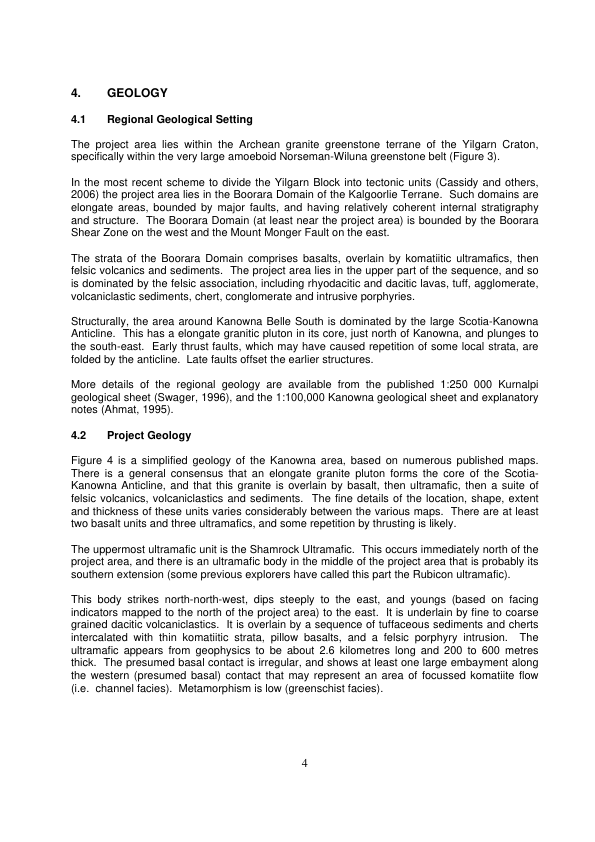 4. GEOLOGY
4.1 Regional Geological Setting
The project area lies within the Archean granite greenstone terrane of the Yilgarn Craton,
specifically within the very large amoeboid Norseman-Wiluna greenstone belt (Figure 3).
In the most recent scheme to divide the Yilgarn Block into tectonic units (Cassidy and others,
2006) the project area lies in the Boorara Domain of the Kalgoorlie Terrane. Such domains are
elongate areas, bounded by major faults, and having relatively coherent internal stratigraphy
and structure. The Boorara Domain (at least near the project area) is bounded by the Boorara
Shear Zone on the west and the Mount Monger Fault on the east.
The strata of the Boorara Domain comprises basalts, overlain by komatiitic ultramafics, then
felsic volcanics and sediments. The project area lies in the upper part of the sequence, and so
is dominated by the felsic association, including rhyodacitic and dacitic lavas, tuff, agglomerate,
volcaniclastic sediments, chert, conglomerate and intrusive porphyries.
Structurally, the area around Kanowna Belle South is dominated by the large Scotia-Kanowna
Anticline. This has a elongate granitic pluton in its core, just north of Kanowna, and plunges to
the south-east. Early thrust faults, which may have caused repetition of some local strata, are
folded by the anticline. Late faults offset the earlier structures.
More details of the regional geology are available from the published 1:250 000 Kurnalpi
geological sheet (Swager, 1996), and the 1:100,000 Kanowna geological sheet and explanatory
notes (Ahmat, 1995).
4.2 Project Geology
Figure 4 is a simplified geology of the Kanowna area, based on numerous published maps.
There is a general consensus that an elongate granitic pluton forms the core of the Scotia-
Kanowna Anticline, and that this granite is overlain by basalt, then ultramafic, then a suite of
felsic volcanics, volcaniclastics and sediments. The fine details of the location, shape, extent
and thickness of these units varies considerably between the various maps. There are at least
two basalt units and three ultramafics, and some repetition by thrusting is likely.
The uppermost ultramafic unit is the Shamrock Ultramafic. This occurs immediately north of the
project area, and there is an ultramafic body in the middle of the project area that is probably its
southern extension (some previous explorers have called this part the Rubicon ultramafic).
This body strikes north-north-west, dips steeply to the east, and youngs (based on facing
indicators mapped to the north of the project area) to the east. It is underlain by fine to coarse
grained dacitic volcaniclastics. It is overlain by a sequence of tuffaceous sediments and cherts
intercalated with thin komatiitic strata, pillow basalts, and a felsic porphyry intrusion. The
ultramafic appears from geophysics to be about 2.6 kilometres long and 200 to 600 metres
thick. The presumed basal contact is irregular, and shows at least one large embayment along
the western (presumed basal) contact that may represent an area of focussed komatiite flow
(i.e. channel facies). Metamorphism is low (greenschist facies).
4